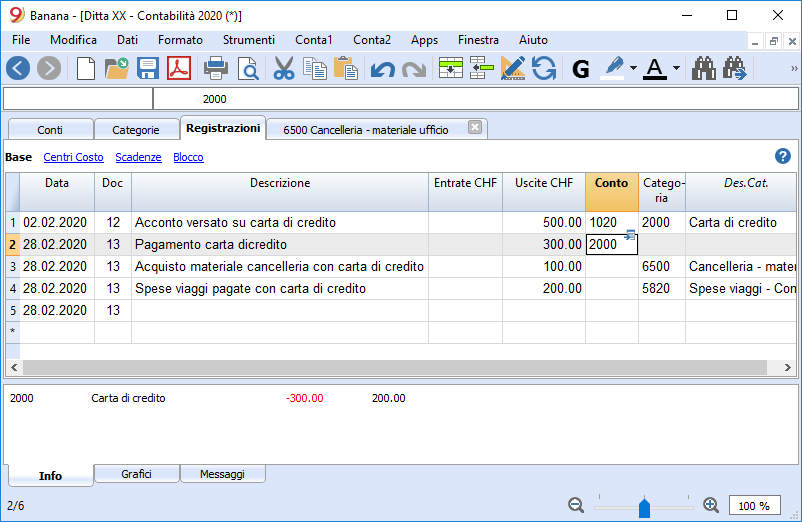 Banana - [Ditta XX - Contabilità 2020 (*)]
File Modifica Dati Formato Strumenti Conta1 Conta2 Apps Finestra Aiuto
G A »
2000
Conti Categorie Registrazioni 6500 Cancelleria - materiale ufficio
Base Centri Costo Scadenze Blocco ?
Data Doc Descrizione Entrate CHF Uscite CHF Conto Catego-
ria Des.Cat.
1 02.02.2020 12 Acconto versato su carta di credito 500.00 1020 2000 Carta di credito
2 28.02.2020 13 Pagamento carta dicredito 300.00 2000
3 28.02.2020 13 Acquisto materiale cancelleria con carta di credito 100.00 6500 Cancelleria - mater
4 28.02.2020 13 Spese viaggi pagate con carta di credito 200.00 5820 Spese viaggi - Con
5 28.02.2020 13
*
2000 Carta di credito -300.00 200.00
Info Grafici Messaggi
2/6 100 %